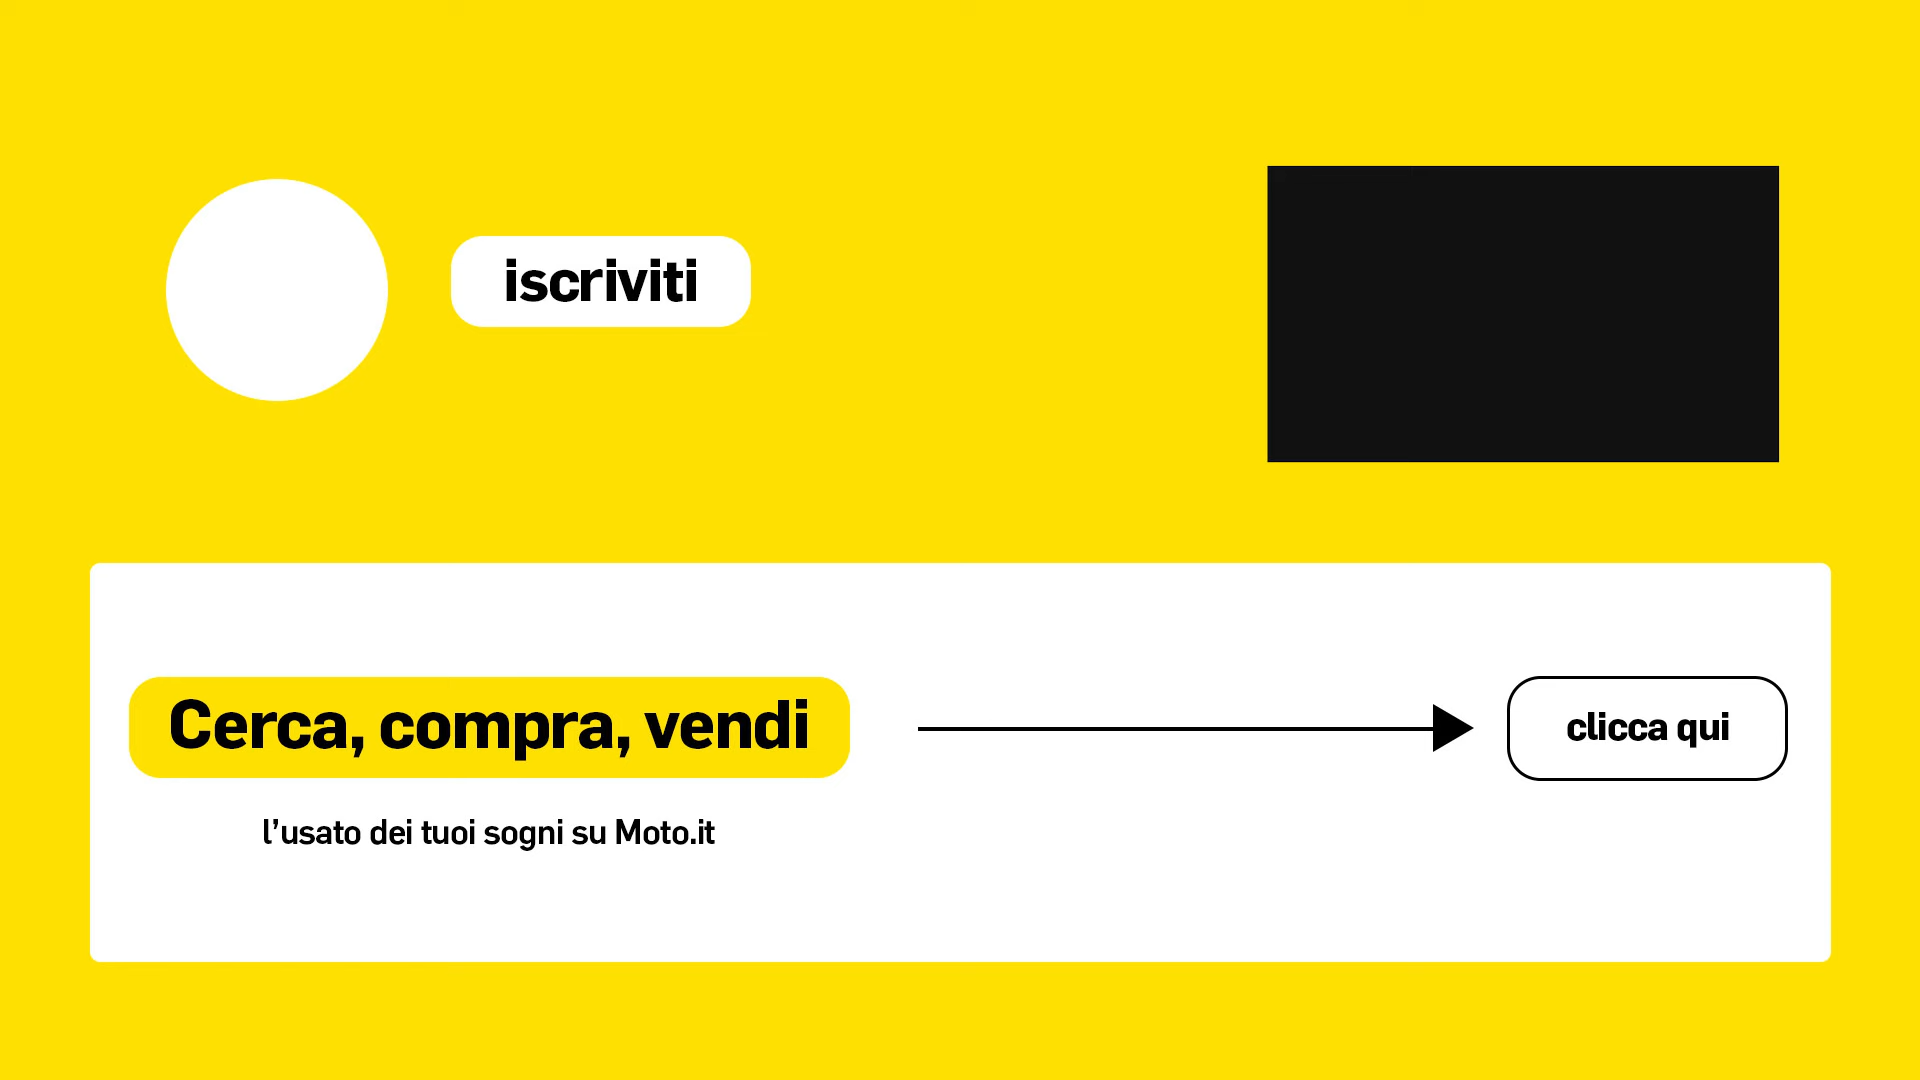 iscriviti
Cerca, compra, vendi
clicca qui
l’usato dei tuoi sogni su Moto.it